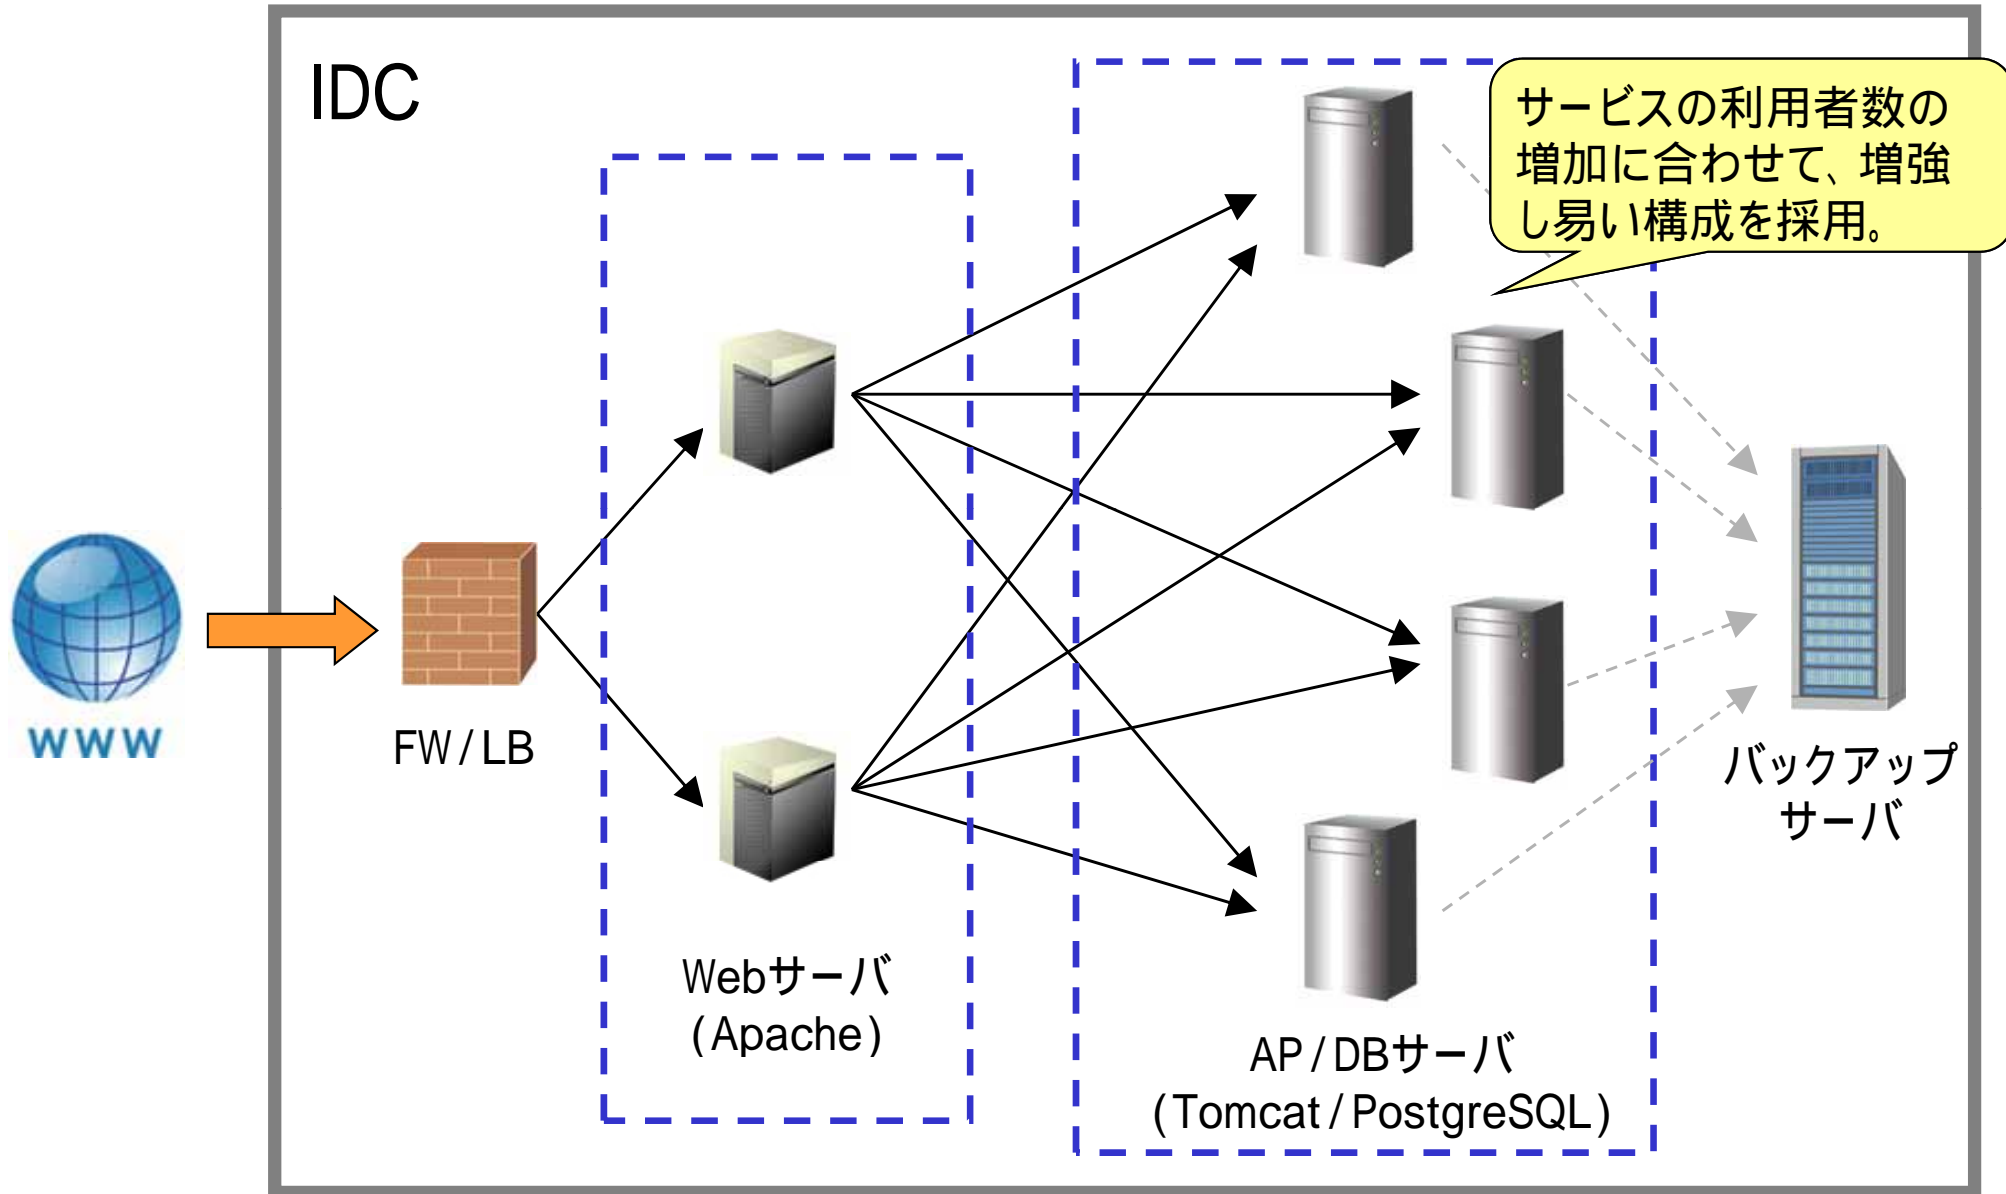 IDC
サービスの利用者数の
増加に合わせて、増強
し易い構成を採用。
WWW
FW/LB
バックアップ
サーバ
Webサーバ
(Apache)
AP/DBサーバ
(Tomcat/PostgreSQL)